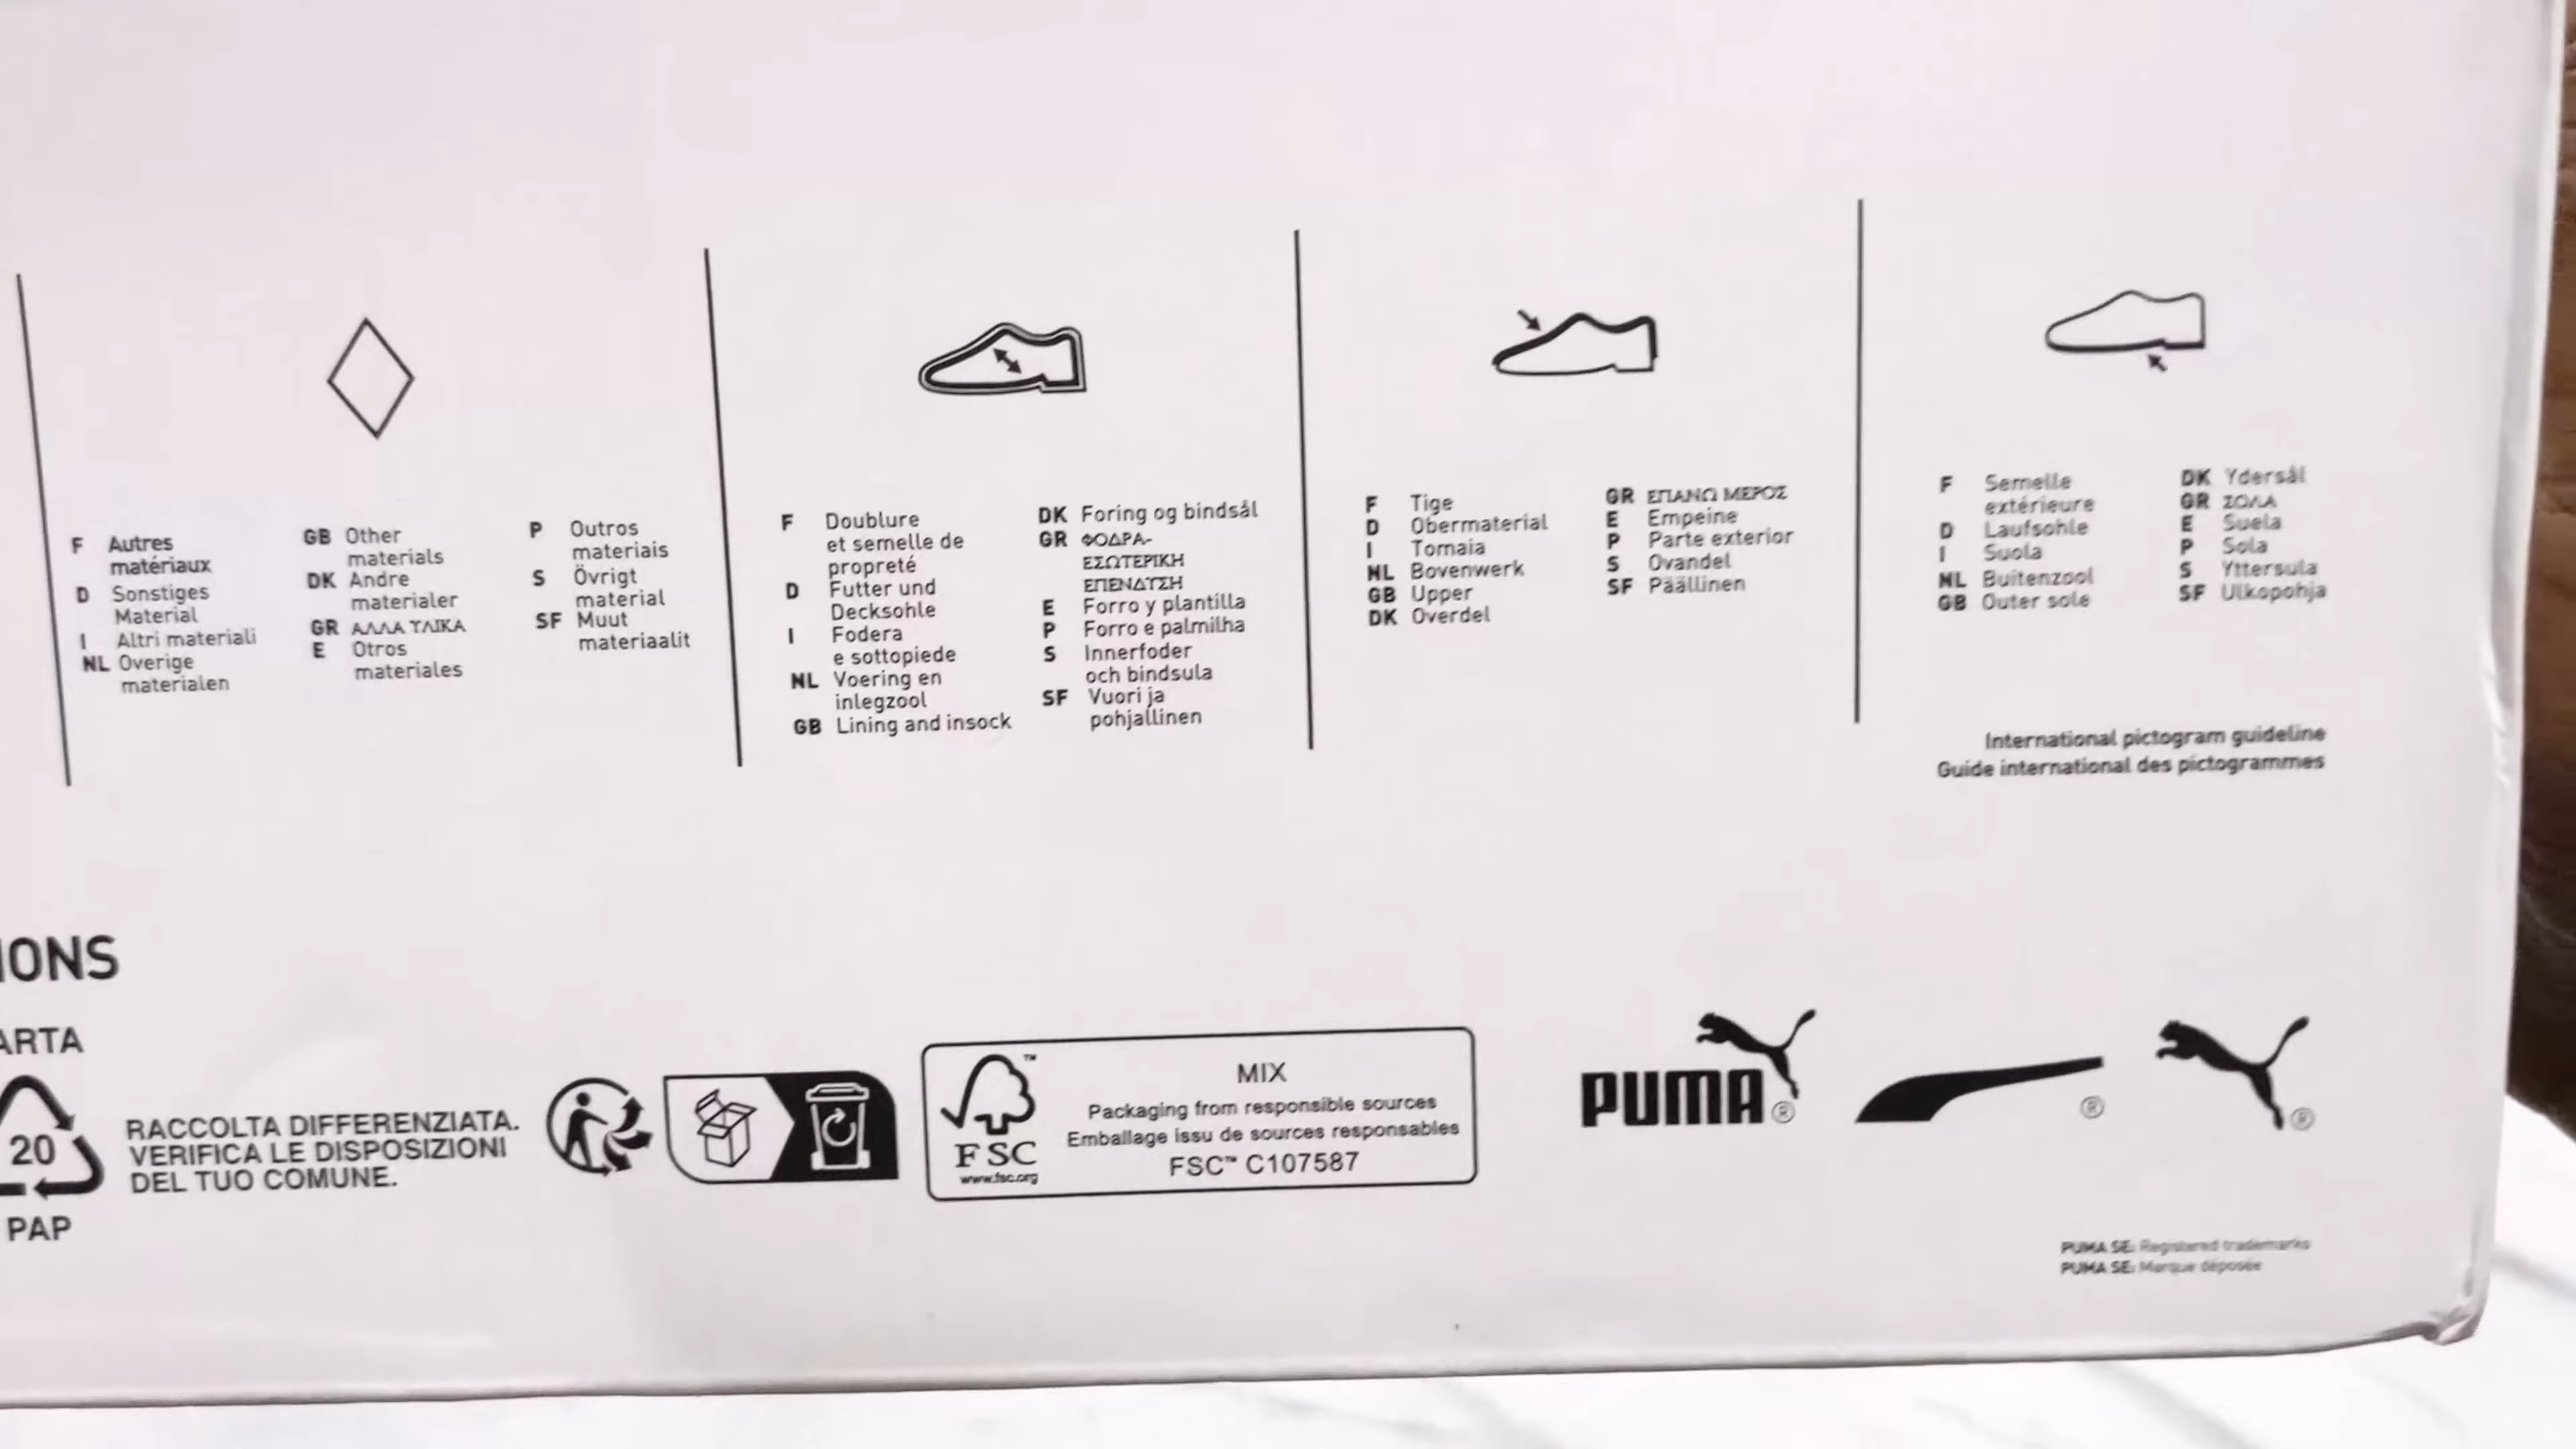 F Autres
matériaux
D Sonstiges
Material
I Altri materiali
NL Overige
materialen
GB Other
materials
DK Andre
materialer
GR ΑΛΛΑ ΥΛΙΚΑ
E Otros
materiales
P Outros
materiais
S Övrigt
material
SF Muut
materiaalit
F Doublure
et semelle de
propreté
D Futter und
Decksohle
I Fodera
e sottopiede
NL Voering en
inlegzool
GB Lining and insock
DK Foring og bindsål
GR ΦΟΔΡΑ-
ΕΣΩΤΕΡΙΚΗ
ΕΠΕΝΔΥΣΗ
E Forro y plantilla
P Forro e palmilha
S Innerfoder
och bindsula
SF Vuori ja
pohjallinen
F Tige
D Obermaterial
I Tomaia
NL Bovenwerk
GB Upper
DK Overdel
GR ΕΠΑΝΩ ΜΕΡΟΣ
E Empeine
P Parte exterior
S Ovandel
SF Päällinen
F Semelle
extérieure
D Laufsohle
I Suola
NL Buitenzool
GB Outer sole
DK Ydersål
GR ΣΟΛΑ
E Suela
P Sola
S Yttersula
SF Ulkopohja
International pictogram guideline
Guide international des pictogrammes
IONS
ARTA
20
PAP
RACCOLTA DIFFERENZIATA.
VERIFICA LE DISPOSIZIONI
DEL TUO COMUNE.
™
FSC
www.fsc.org
MIX
Packaging from responsible sources
Emballage issu de sources responsables
FSC™ C107587
PUMA®
®
®
PUMA SE: Registered trademarks
PUMA SE: Marque déposée